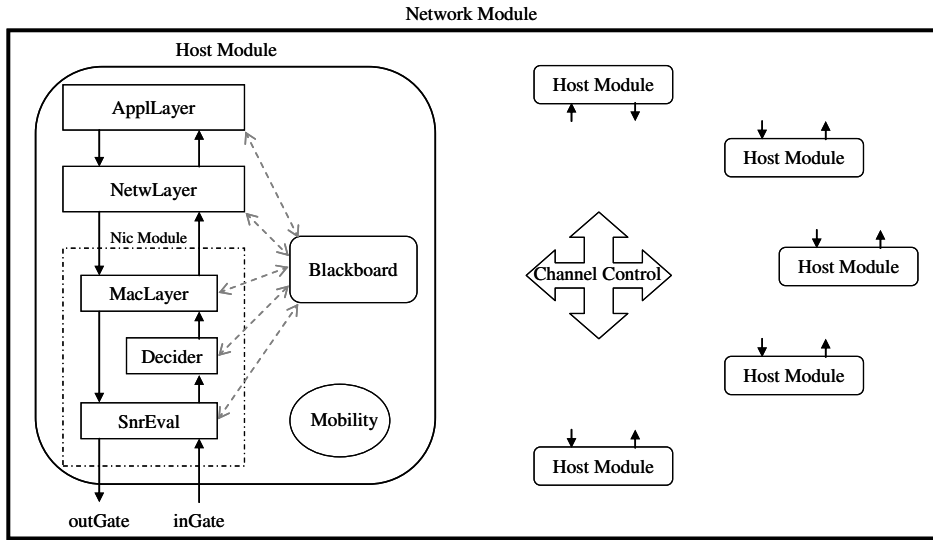 Network Module
Host Module
ApplLayer
NetwLayer
Nic Module
MacLayer
Decider
SnrEval
outGate
inGate
Blackboard
Mobility
Host Module
Host Module
Channel Control
Host Module
Host Module
Host Module